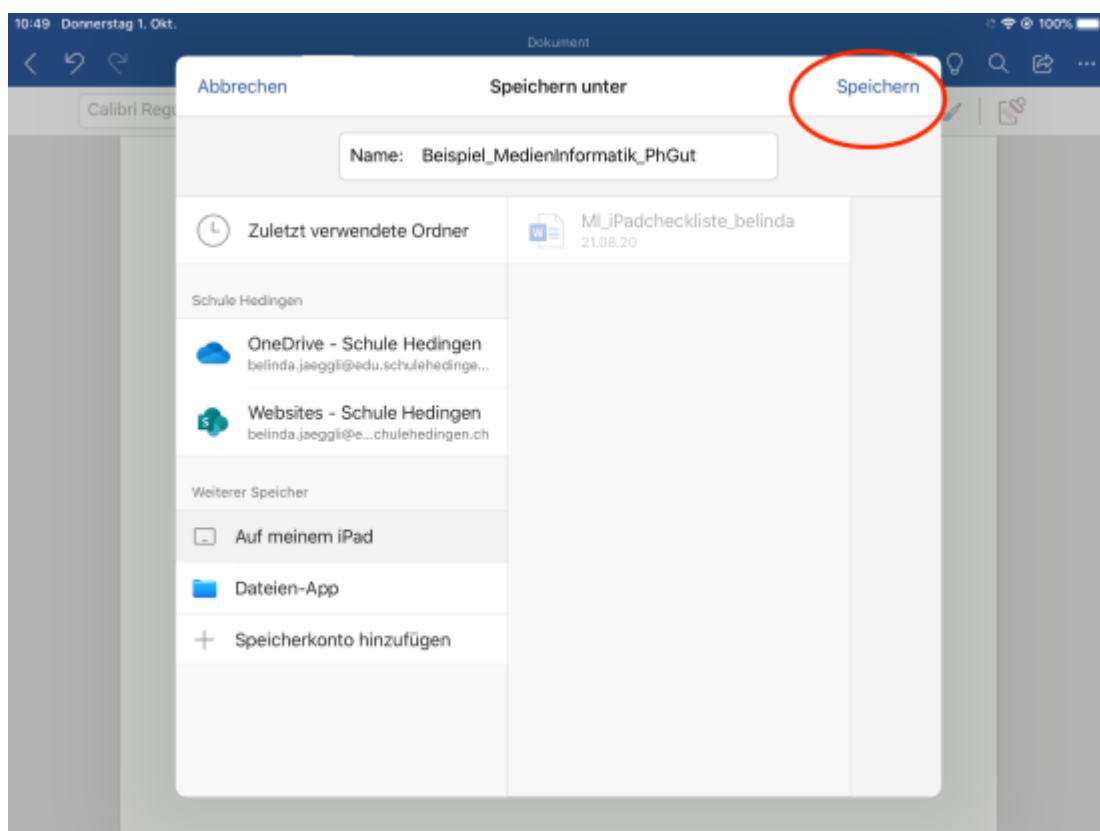 10:49 Donnerstag 1. Okt.
100%
Dokument
Abbrechen
Speichern unter
Speichern
Calibri Regu
Name: Beispiel_MedienInformatik_PhGut
Zuletzt verwendete Ordner
MI_iPadcheckliste_belinda
21.08.20
Schule Hedingen
OneDrive - Schule Hedingen
belinda.jaeggli@edu.schulehedinge...
Websites - Schule Hedingen
belinda.jaeggli@e...chulehedingen.ch
Weiterer Speicher
Auf meinem iPad
Dateien-App
Speicherkonto hinzufügen